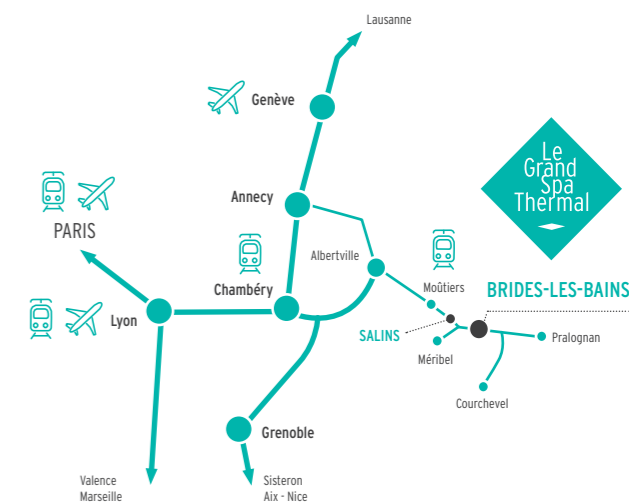 Lausanne
Genève
Le
Grand
Spa
Thermal
PARIS
Annecy
Albertville
Chambéry
Moûtiers
BRIDES-LES-BAINS
Lyon
SALINS
Pralognan
Méribel
Courchevel
Grenoble
Valence
Marseille
Sisteron
Aix - Nice